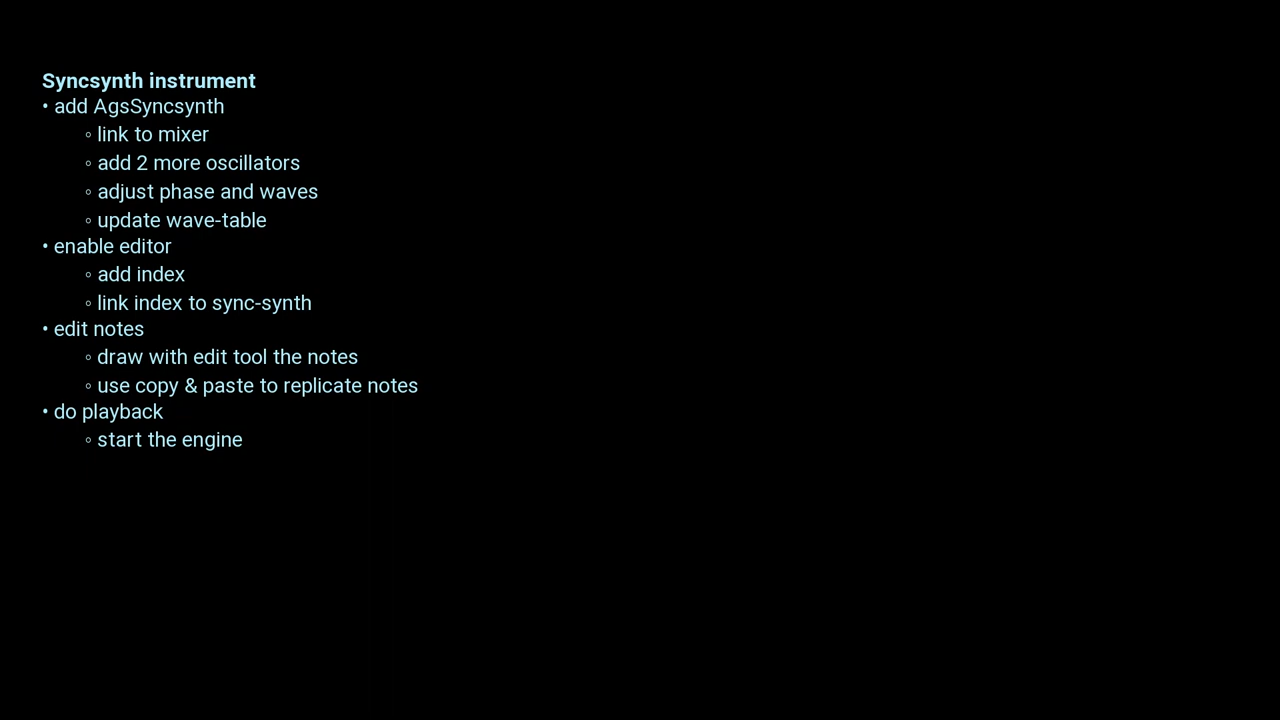 Syncsynth instrument
• add AgsSyncsynth
◦ link to mixer
◦ add 2 more oscillators
◦ adjust phase and waves
◦ update wave-table
• enable editor
◦ add index
◦ link index to sync-synth
• edit notes
◦ draw with edit tool the notes
◦ use copy & paste to replicate notes
• do playback
◦ start the engine